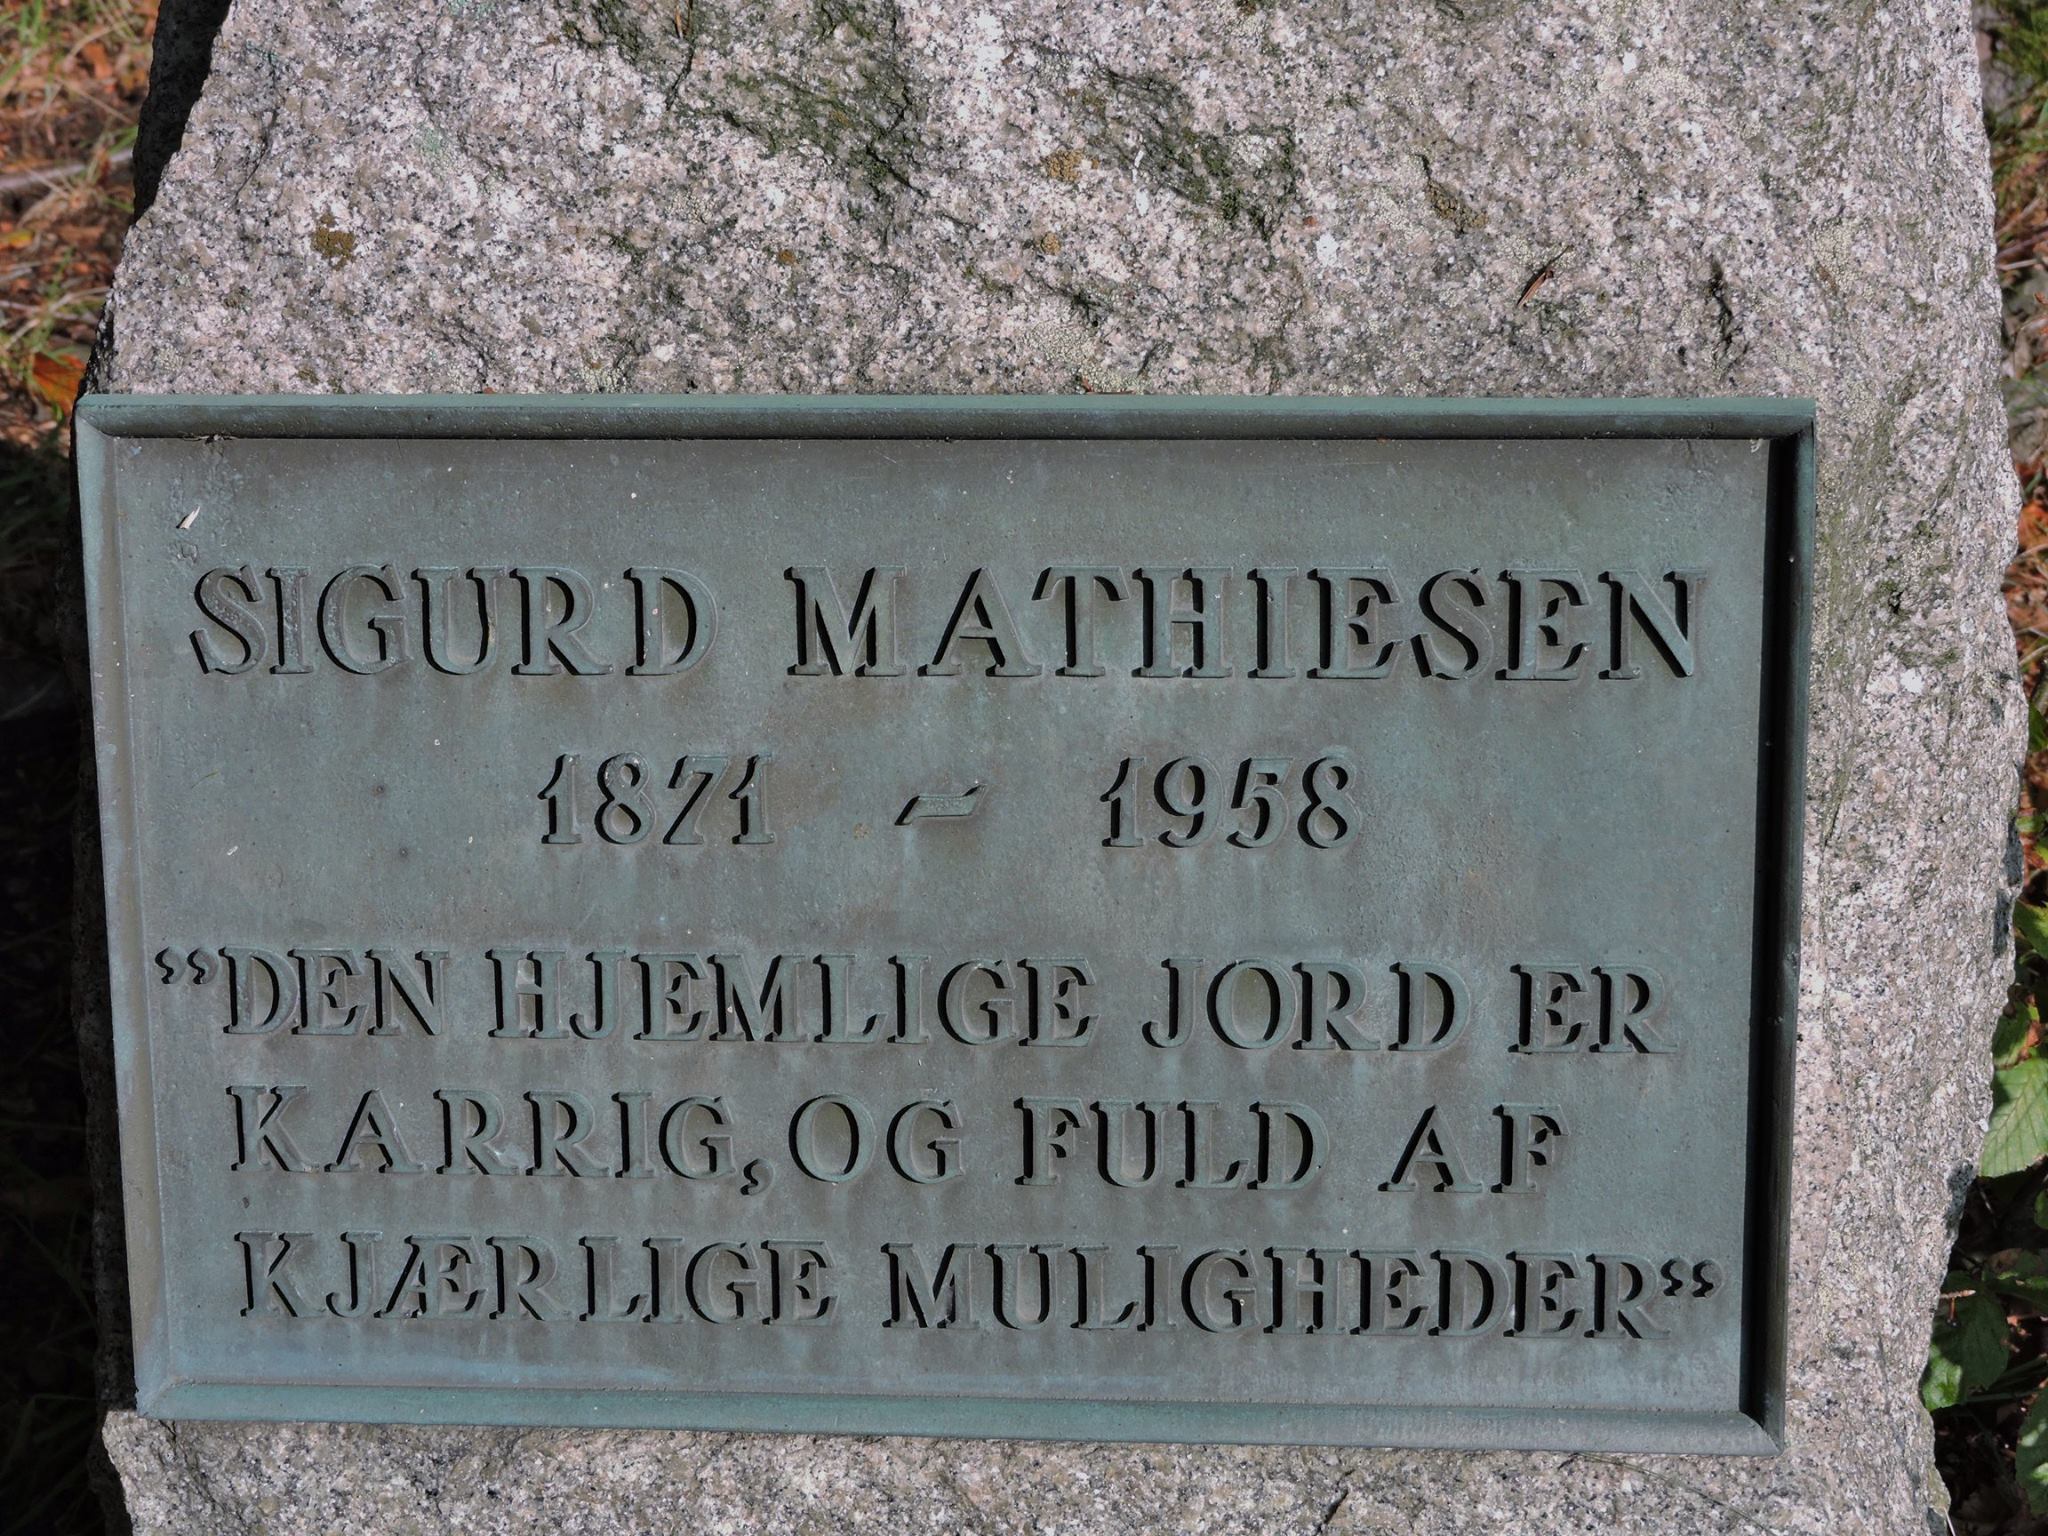 SIGURD MATHIESEN
1871 - 1958
"DEN HJEMLIGE JORD ER
KARRIG, OG FULD AF
KJÆRLIGE MULIGHEDER"